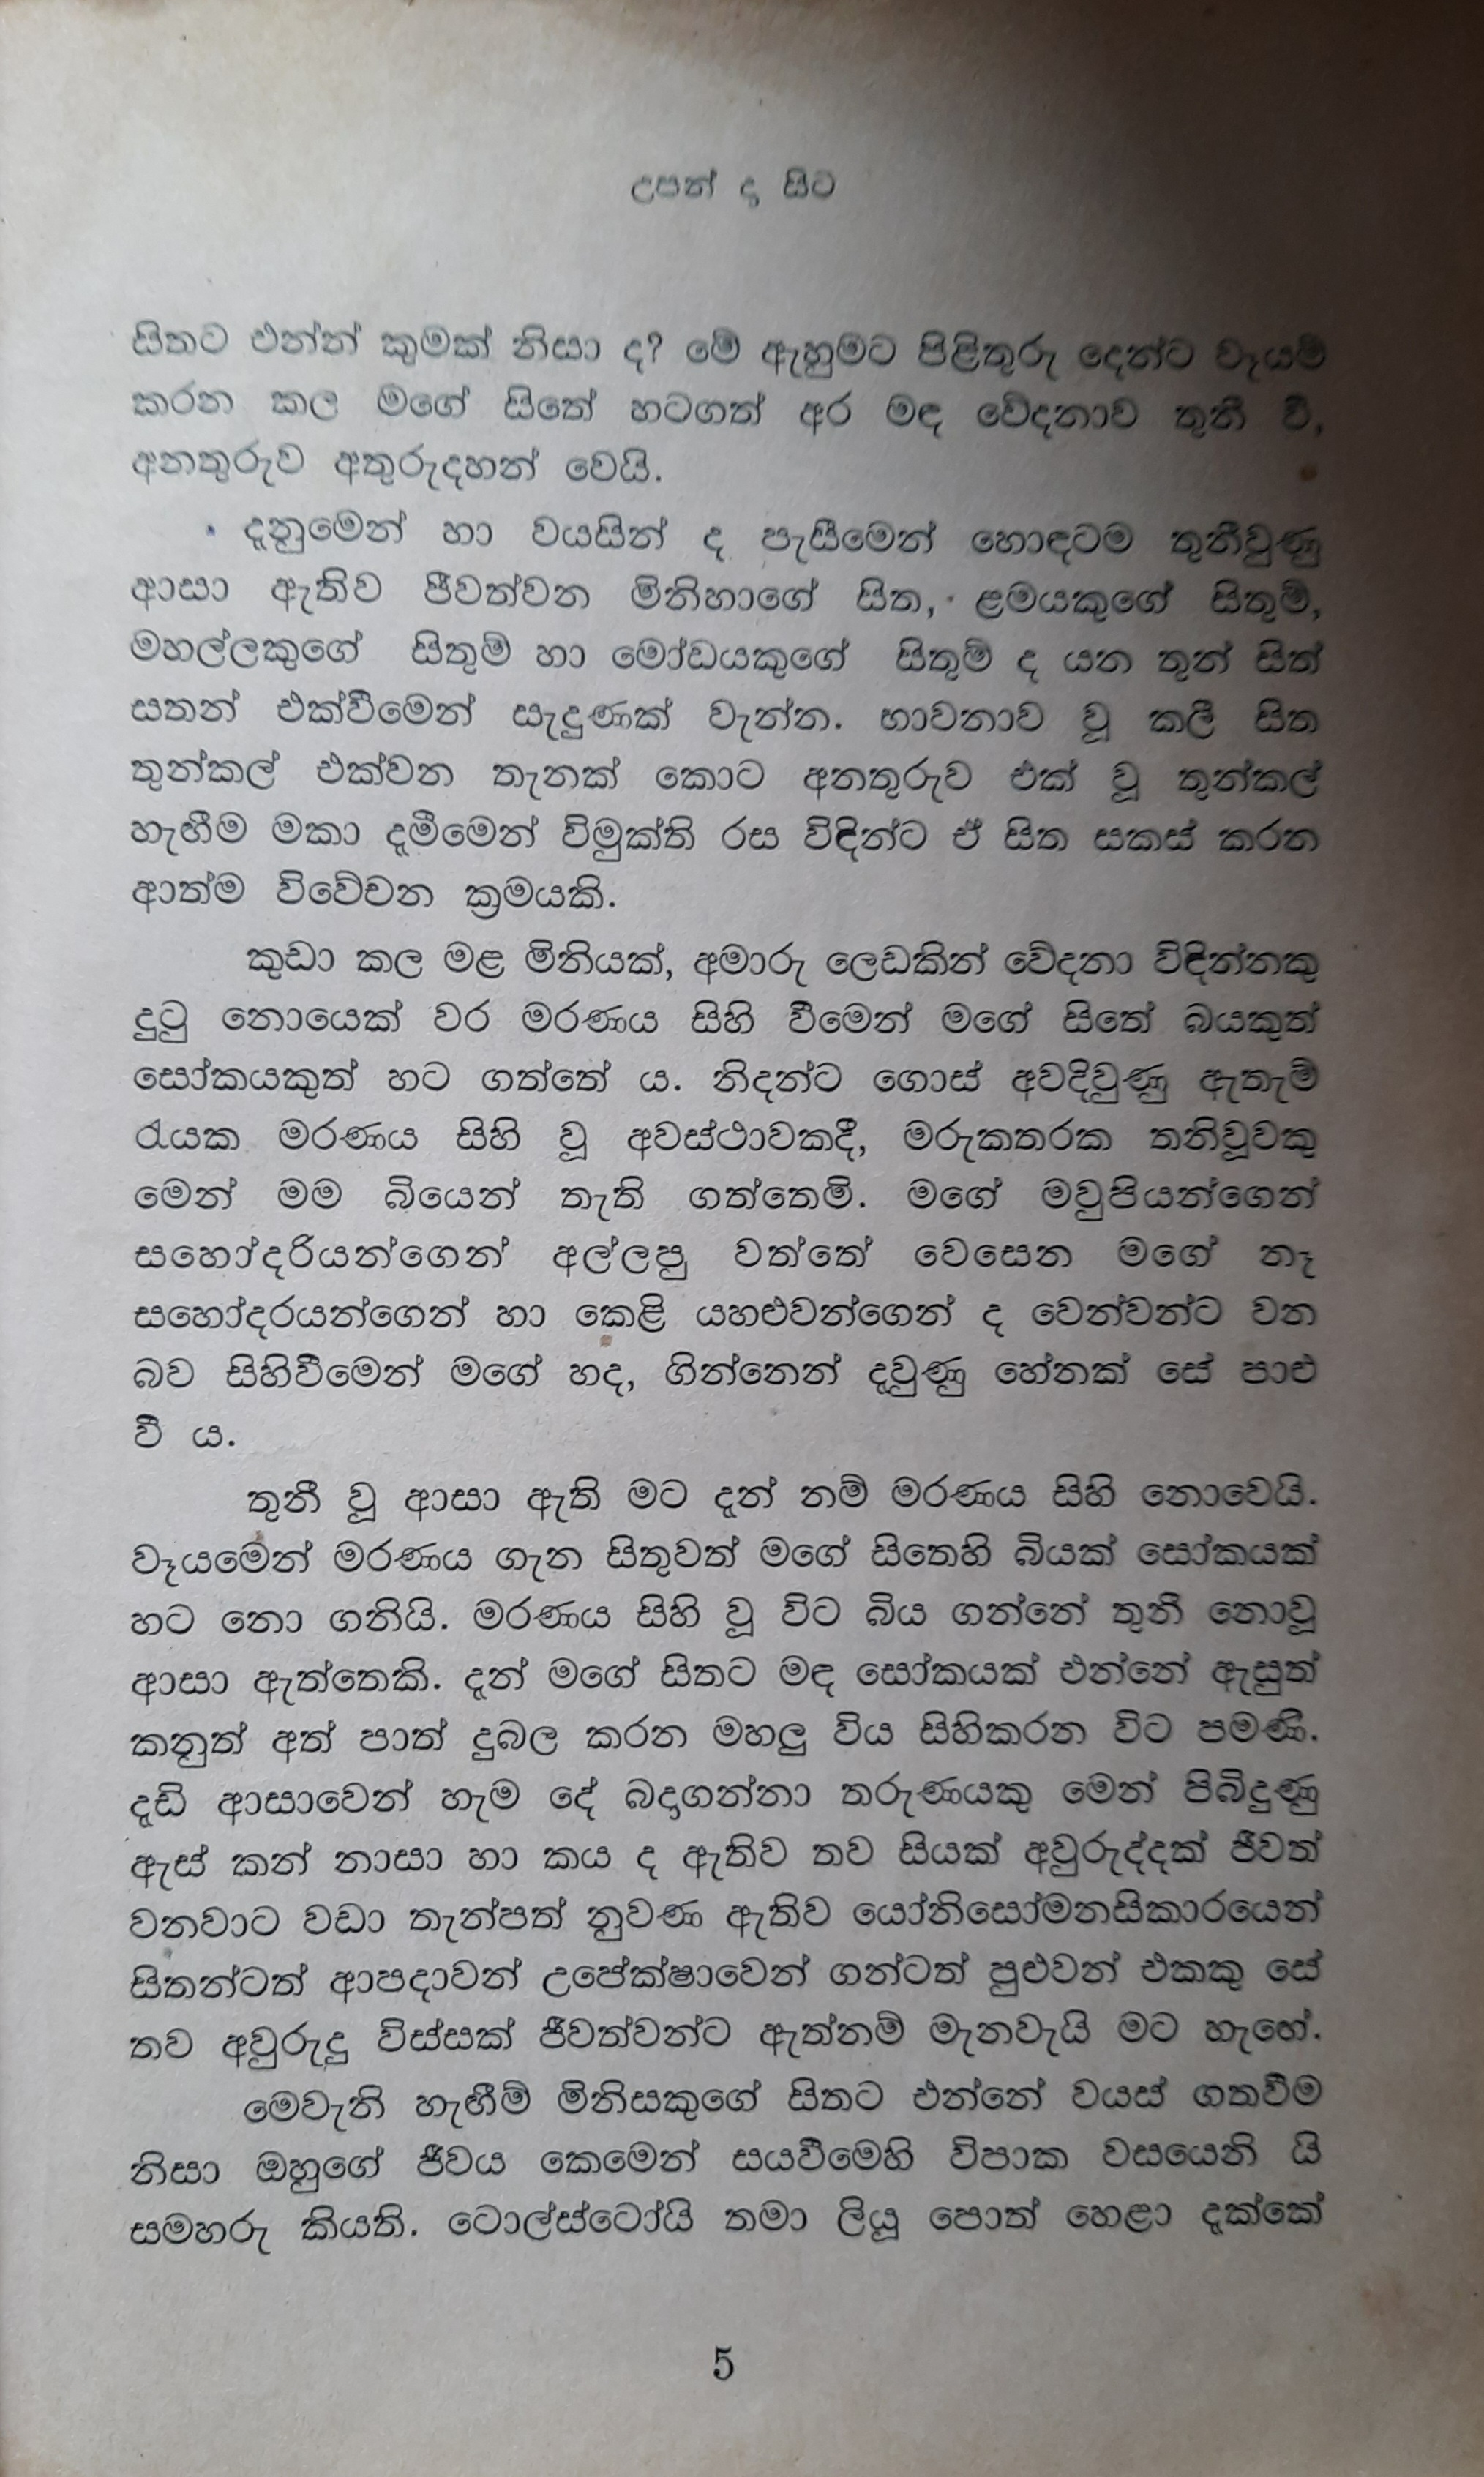 උපන් දා සිට
සිතට එන්න් කුමක් නිසා ද? මේ ඇහුමට පිළිතුරු දෙන්ට වෑයම්
කරන කල මගේ සිතේ හටගත් අර මඳ වේදනාව තුනී වී,
අනතුරුව අතුරුදහන් වෙයි.
දැනුමෙන් හා වයසින් ද පැසීමෙන් හොඳටම තුනීවුණු
ආසා ඇතිව ජීවත්වන මිනිහාගේ සිත, ළමයකුගේ සිතුම්,
මහල්ලකුගේ සිතුම් හා මෝඩයකුගේ සිතුම් ද යන තුන් සිත්
සතන් එක්වීමෙන් සැදුණක් වැන්න. භාවනාව වූ කලී සිත
තුන්කල් එක්වන තැනක් කොට අනතුරුව එක් වූ තුන්කල්
හැඟීම මකා දැමීමෙන් විමුක්ති රස විඳින්ට ඒ සිත සකස් කරන
ආත්ම විවේචන ක්‍රමයකි.
කුඩා කල මළ මිනියක්, අමාරු ලෙඩකින් වේදනා විඳින්නකු
දුටු නොයෙක් වර මරණය සිහි වීමෙන් මගේ සිතේ බයකුත්
සෝකයකුත් හට ගත්තේ ය. නිදන්ට ගොස් අවදිවුණු ඇතැම්
රැයක මරණය සිහි වූ අවස්ථාවකදී, මරුකතරක තනිවූවකු
මෙන් මම බියෙන් තැති ගත්තෙමි. මගේ මවුපියන්ගෙන්
සහෝදරියන්ගෙන් අල්ලපු වත්තේ වෙසෙන මගේ නෑ
සහෝදරයන්ගෙන් හා කෙළි යහළුවන්ගෙන් ද වෙන්වන්ට වන
බව සිහිවීමෙන් මගේ හද, ගින්නෙන් දැවුණු හේනක් සේ පාළු
වී ය.
තුනී වූ ආසා ඇති මට දැන් නම් මරණය සිහි නොවෙයි.
වෑයමෙන් මරණය ගැන සිතුවත් මගේ සිතෙහි බියක් සෝකයක්
හට නො ගනියි. මරණය සිහි වූ විට බිය ගන්නේ තුනී නොවූ
ආසා ඇත්තෙකි. දැන් මගේ සිතට මඳ සෝකයක් එන්නේ ඇසුත්
කනුත් අත් පාත් දුබල කරන මහලු විය සිහිකරන විට පමණි.
දැඩි ආසාවෙන් හැම දේ බදාගන්නා තරුණයකු මෙන් පිබිදුණු
ඇස් කන් නාසා හා කය ද ඇතිව තව සියක් අවුරුද්දක් ජීවත්
වනවාට වඩා තැන්පත් නුවණ ඇතිව යෝනිසෝමනසිකාරයෙන්
සිතන්ටත් ආපදාවන් උපේක්ෂාවෙන් ගන්ටත් පුළුවන් එකකු සේ
තව අවුරුදු විස්සක් ජීවත්වන්ට ඇත්නම් මැනවැයි මට හැඟේ.
මෙවැනි හැඟීම් මිනිසකුගේ සිතට එන්නේ වයස් ගතවීම
නිසා ඔහුගේ ජීවය කෙමෙන් සයවීමෙහි විපාක වසයෙනි යි
සමහරු කියති. ටොල්ස්ටෝයි තමා ලියූ පොත් හෙළා දැක්කේ
5